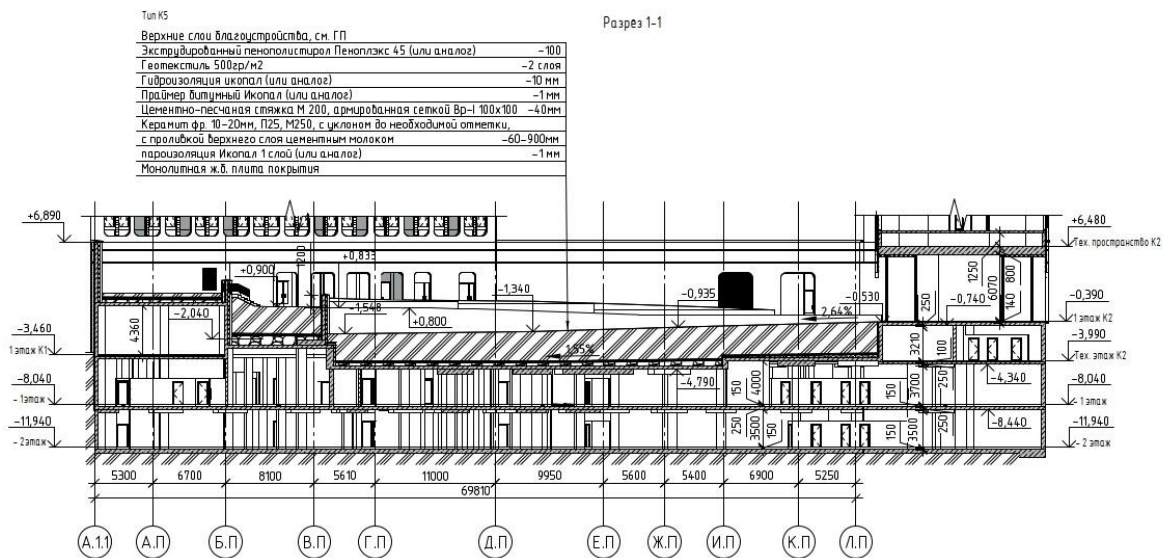 Тип К5
Разрез 1-1
Верхние слои благоустройства, см. ГП
Экструдированный пенополистирол Пеноплэкс 45 (или аналог) -100
Геотекстиль 500гр/м2 -2 слоя
Гидроизоляция икопал (или аналог) -10 мм
Праймер битумный Икопал (или аналог) -1 мм
Цементно-песчаная стяжка М 200, армированная сеткой Вр-I 100х100 -40мм
Керамит фр. 10-20мм, П25, М250, с уклоном до необходимой отметки,
с проливкой верхнего слоя цементным молоком -60-900мм
пароизоляция Икопал 1 слой (или аналог) -1 мм
Монолитная ж.б. плита покрытия
+6,890
+6,480
Тех. пространство К2
1200
+0,833
+0,900
1250
6070
800
-1,340
-0,935
-0,530
-0,740
250
440
-0,390
1 этаж К2
-1,548
+0,800
2,64%
-2,040
4360
-3,460
1 этаж К1
1,55%
3210
100
-3,990
Тех. этаж К2
-4,790
150
4000
150
3700
250
-4,340
-8,040
- 1этаж
-8,040
- 1этаж
250
3500
150
150
3500
250
-8,440
-11,940
- 2этаж
-11,940
- 2 этаж
5300 6700 8100 5610 11000 9950 5600 5400 6900 5250
69810
А.1.1 А.П Б.П В.П Г.П Д.П Е.П Ж.П И.П К.П Л.П